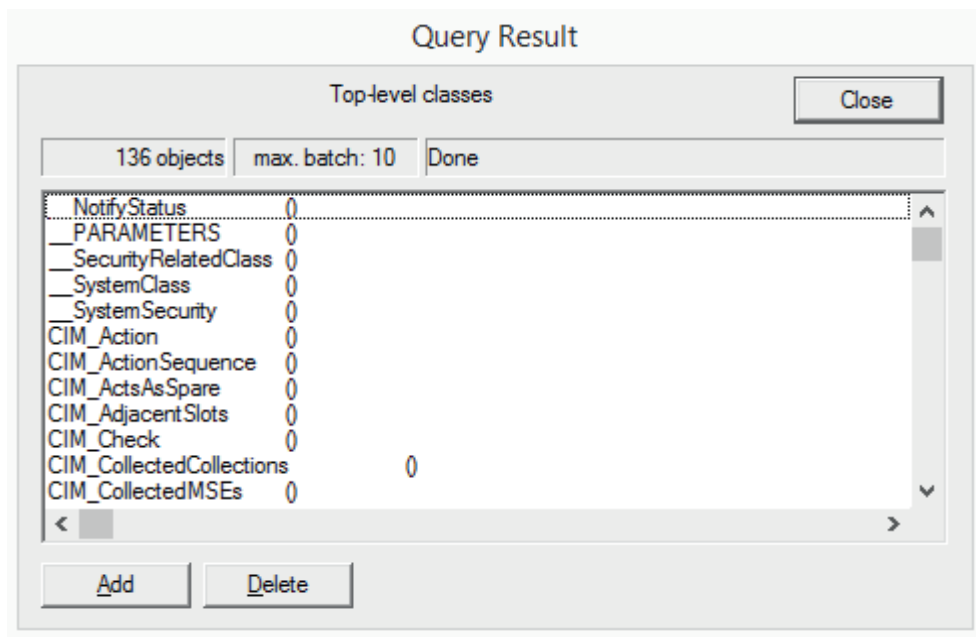 Query Result
Top-level classes
Close
136 objects
max. batch: 10
Done
__NotifyStatus ()
__PARAMETERS ()
__SecurityRelatedClass ()
__SystemClass ()
__SystemSecurity ()
CIM_Action ()
CIM_ActionSequence ()
CIM_ActsAsSpare ()
CIM_AdjacentSlots ()
CIM_Check ()
CIM_CollectedCollections ()
CIM_CollectedMSEs ()
Add
Delete